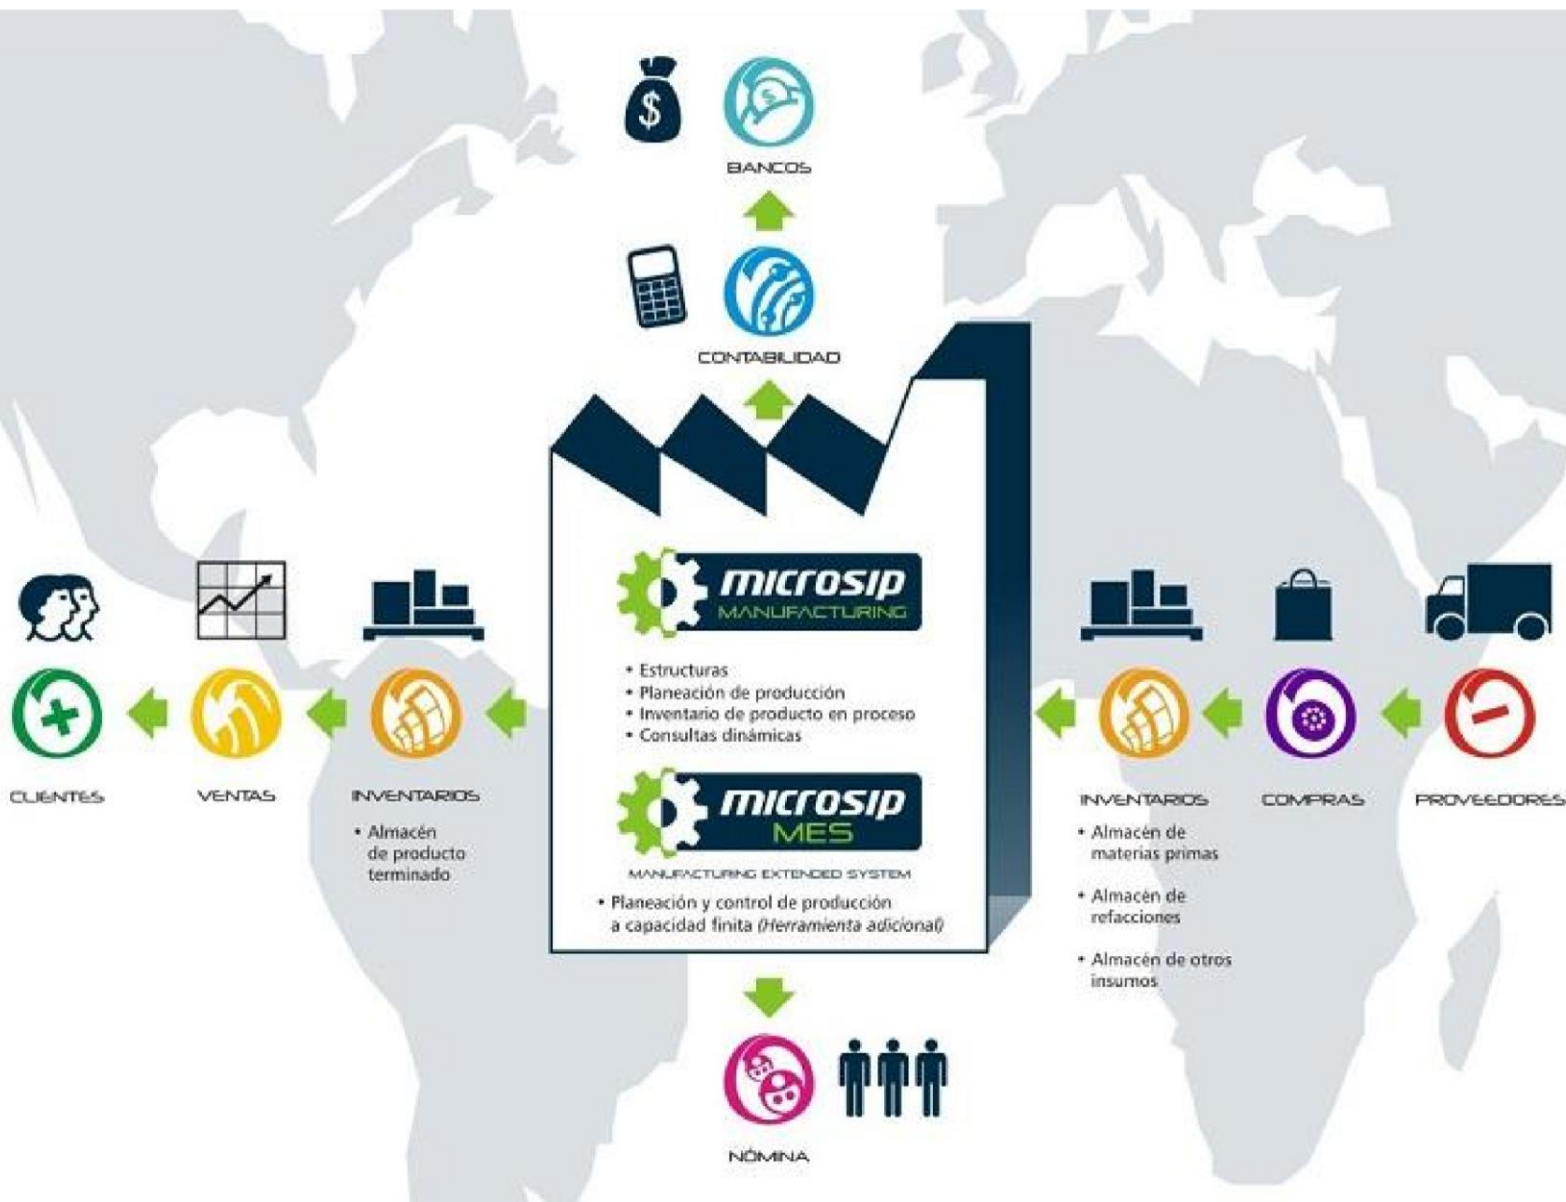 $
$
BANCOS
CONTABILIDAD
microsip
MANUFACTURING
• Estructuras
• Planeación de producción
• Inventario de producto en proceso
• Consultas dinámicas
microsip
MES
MANUFACTURING EXTENDED SYSTEM
• Planeación y control de producción
a capacidad finita (Herramienta adicional)
CLIENTES
VENTAS
INVENTARIOS
• Almacén
de producto
terminado
INVENTARIOS
• Almacén de
materias primas
• Almacén de
refacciones
• Almacén de otros
insumos
COMPRAS
PROVEEDORES
NÓMINA